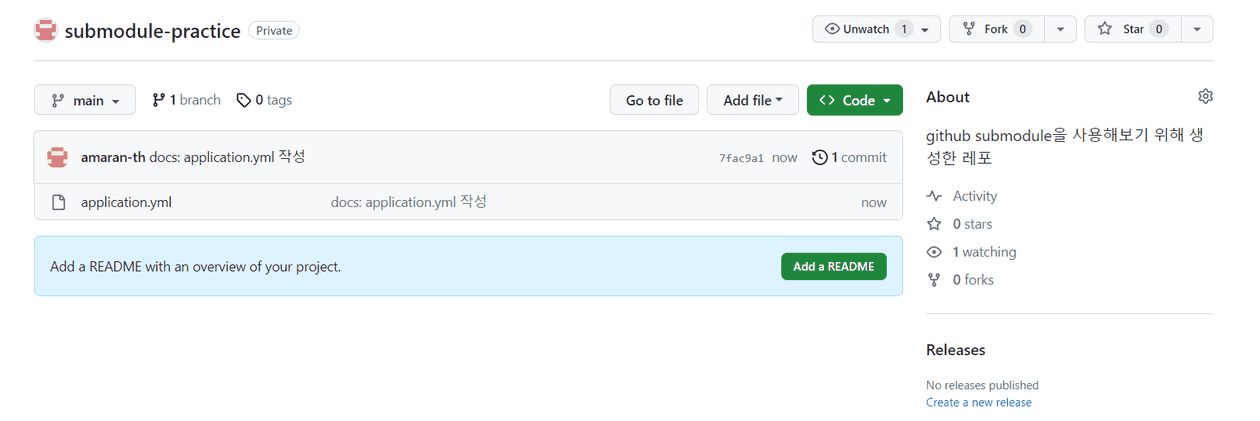 submodule-practice Private Unwatch 1 Fork 0 Star 0
main 1 branch 0 tags Go to file Add file <> Code
amaran-th docs: application.yml 작성 7fac9a1 now 1 commit
application.yml docs: application.yml 작성 now
Add a README with an overview of your project. Add a README
About
github submodule을 사용해보기 위해 생
성한 레포
Activity
0 stars
1 watching
0 forks
Releases
No releases published
Create a new release